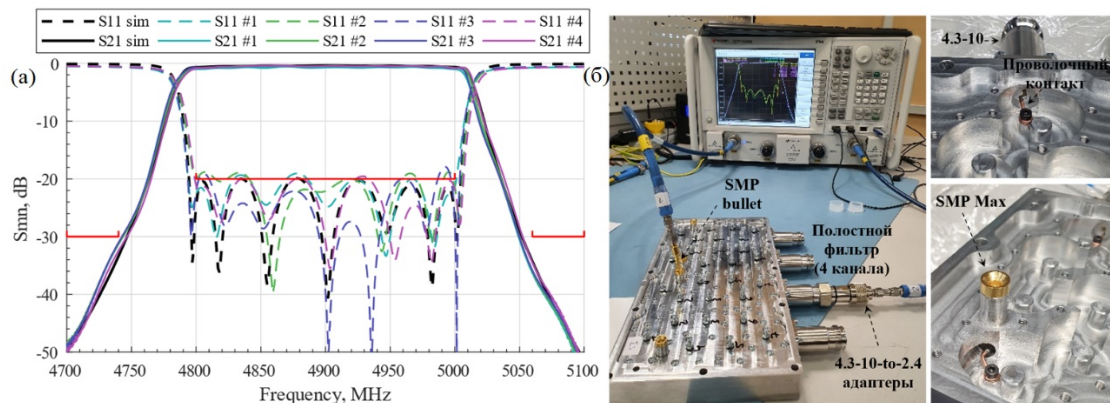 S11 sim S11 #1 S11 #2 S11 #3 S11 #4
S21 sim S21 #1 S21 #2 S21 #3 S21 #4
(а)
Smn, dB
0
-10
-20
-30
-40
-50
4700 4750 4800 4850 4900 4950 5000 5050 5100
Frequency, MHz
(б)
SMP
bullet
Полостной
фильтр
(4 канала)
4.3-10-to-2.4
адаптеры
4.3-10
Проволочный
контакт
SMP Max